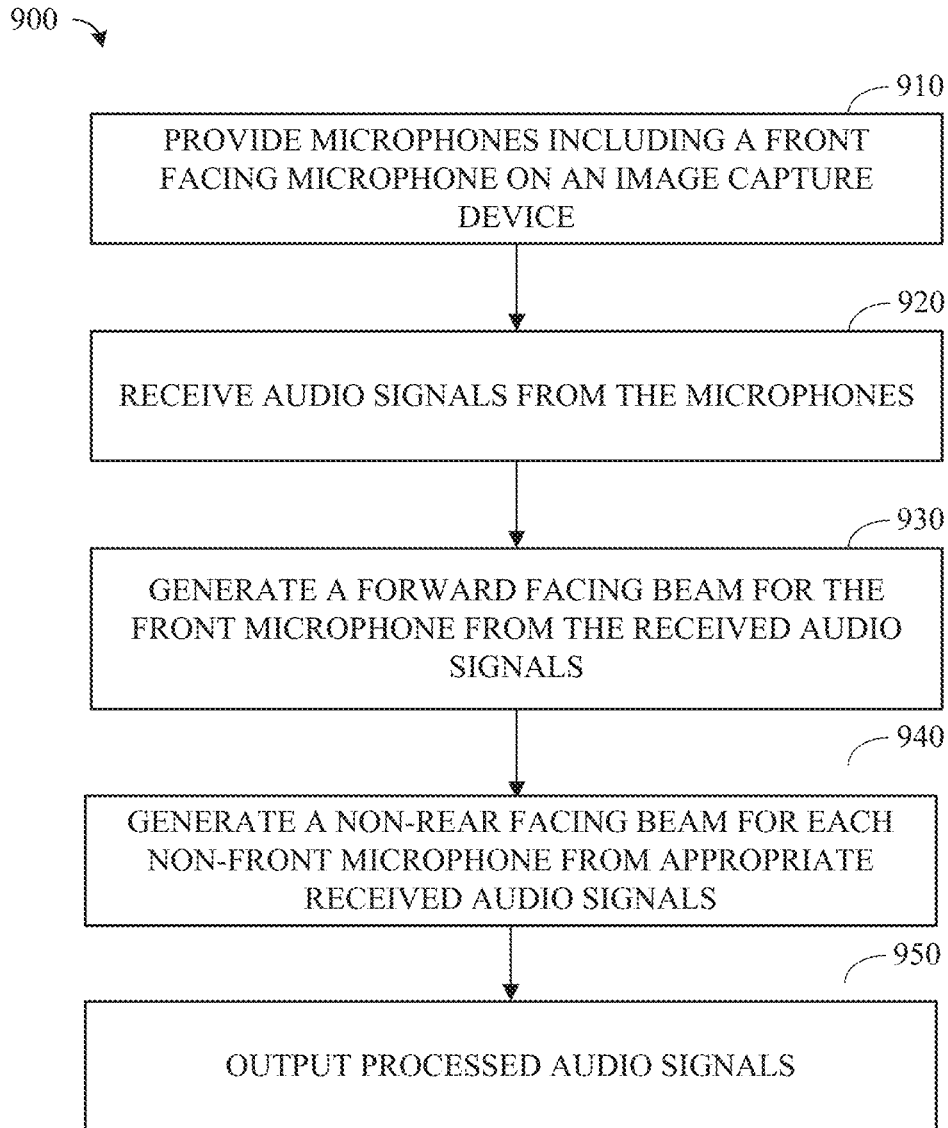 900
910
PROVIDE MICROPHONES INCLUDING A FRONT
FACING MICROPHONE ON AN IMAGE CAPTURE
DEVICE
920
RECEIVE AUDIO SIGNALS FROM THE MICROPHONES
930
GENERATE A FORWARD FACING BEAM FOR THE
FRONT MICROPHONE FROM THE RECEIVED AUDIO
SIGNALS
940
GENERATE A NON-REAR FACING BEAM FOR EACH
NON-FRONT MICROPHONE FROM APPROPRIATE
RECEIVED AUDIO SIGNALS
950
OUTPUT PROCESSED AUDIO SIGNALS